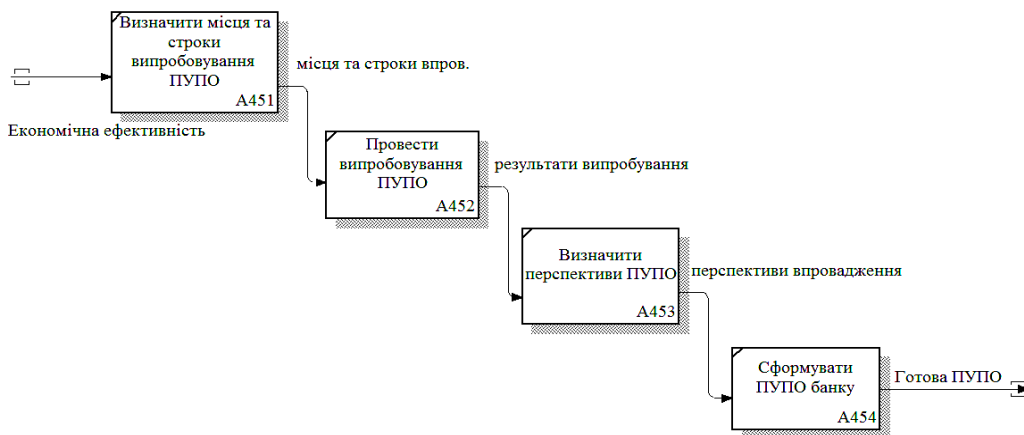 Визначити місця та
строки
випробовування
ПУПО
А451
місця та строки впров.
Економічна ефективність
Провести
випробовування
ПУПО
А452
результати випробування
Визначити
перспективи ПУПО
А453
перспективи впровадження
Сформувати
ПУПО банку
А454
Готова ПУПО